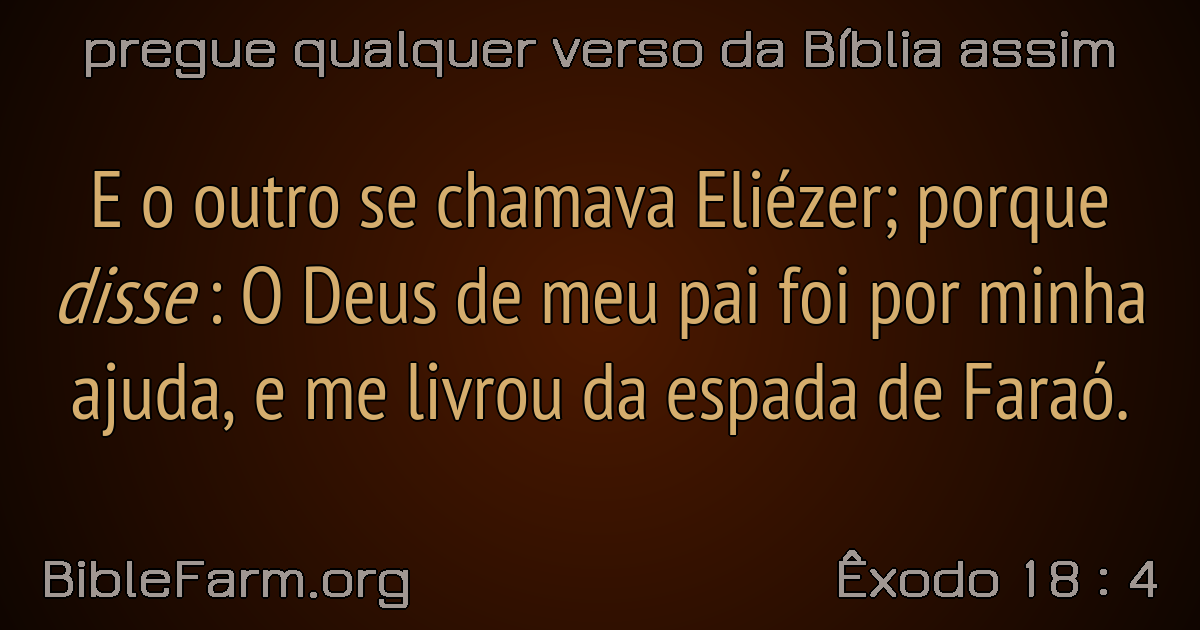 pregue qualquer verso da Bíblia assim
E o outro se chamava Eliézer; porque
disse : O Deus de meu pai foi por minha
ajuda, e me livrou da espada de Faraó.
BibleFarm.org
Êxodo 18 : 4